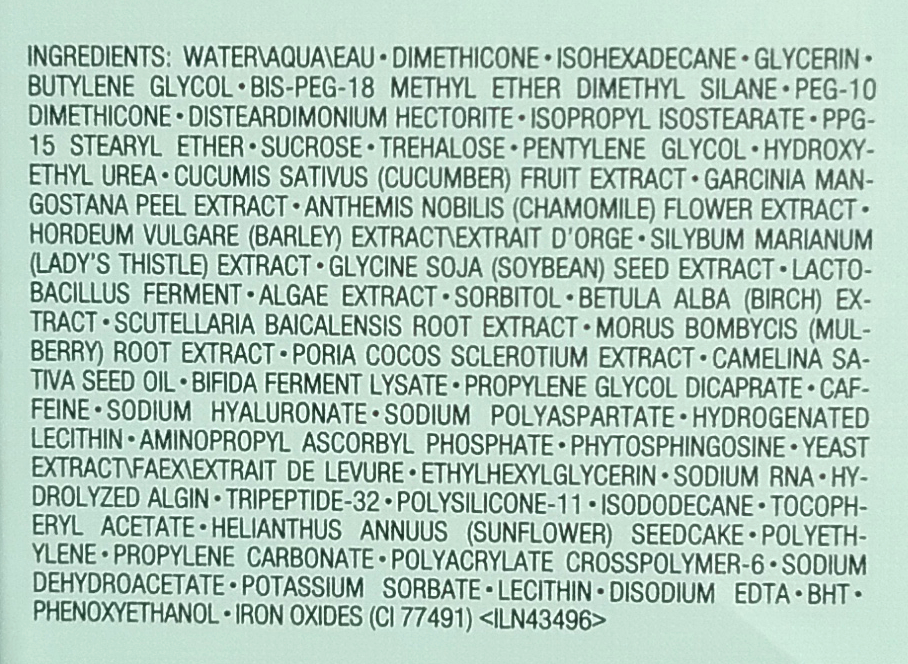 INGREDIENTS: WATER\AQUA\EAU • DIMETHICONE • ISOHEXADECANE • GLYCERIN •
BUTYLENE GLYCOL • BIS-PEG-18 METHYL ETHER DIMETHYL SILANE • PEG-10
DIMETHICONE • DISTEARDIMONIUM HECTORITE • ISOPROPYL ISOSTEARATE • PPG-
15 STEARYL ETHER • SUCROSE • TREHALOSE • PENTYLENE GLYCOL • HYDROXY-
ETHYL UREA • CUCUMIS SATIVUS (CUCUMBER) FRUIT EXTRACT • GARCINIA MAN-
GOSTANA PEEL EXTRACT • ANTHEMIS NOBILIS (CHAMOMILE) FLOWER EXTRACT •
HORDEUM VULGARE (BARLEY) EXTRACT\EXTRAIT D'ORGE • SILYBUM MARIANUM
(LADY'S THISTLE) EXTRACT • GLYCINE SOJA (SOYBEAN) SEED EXTRACT • LACTO-
BACILLUS FERMENT • ALGAE EXTRACT • SORBITOL • BETULA ALBA (BIRCH) EX-
TRACT • SCUTELLARIA BAICALENSIS ROOT EXTRACT • MORUS BOMBYCIS (MUL-
BERRY) ROOT EXTRACT • PORIA COCOS SCLEROTIUM EXTRACT • CAMELINA SA-
TIVA SEED OIL • BIFIDA FERMENT LYSATE • PROPYLENE GLYCOL DICAPRATE • CAF-
FEINE • SODIUM HYALURONATE • SODIUM POLYASPARTATE • HYDROGENATED
LECITHIN • AMINOPROPYL ASCORBYL PHOSPHATE • PHYTOSPHINGOSINE • YEAST
EXTRACT\FAEX\EXTRAIT DE LEVURE • ETHYLHEXYLGLYCERIN • SODIUM RNA • HY-
DROLYZED ALGIN • TRIPEPTIDE-32 • POLYSILICONE-11 • ISODODECANE • TOCOPH-
ERYL ACETATE • HELIANTHUS ANNUUS (SUNFLOWER) SEEDCAKE • POLYETH-
YLENE • PROPYLENE CARBONATE • POLYACRYLATE CROSSPOLYMER-6 • SODIUM
DEHYDROACETATE • POTASSIUM SORBATE • LECITHIN • DISODIUM EDTA • BHT •
PHENOXYETHANOL • IRON OXIDES (CI 77491) <ILN43496>